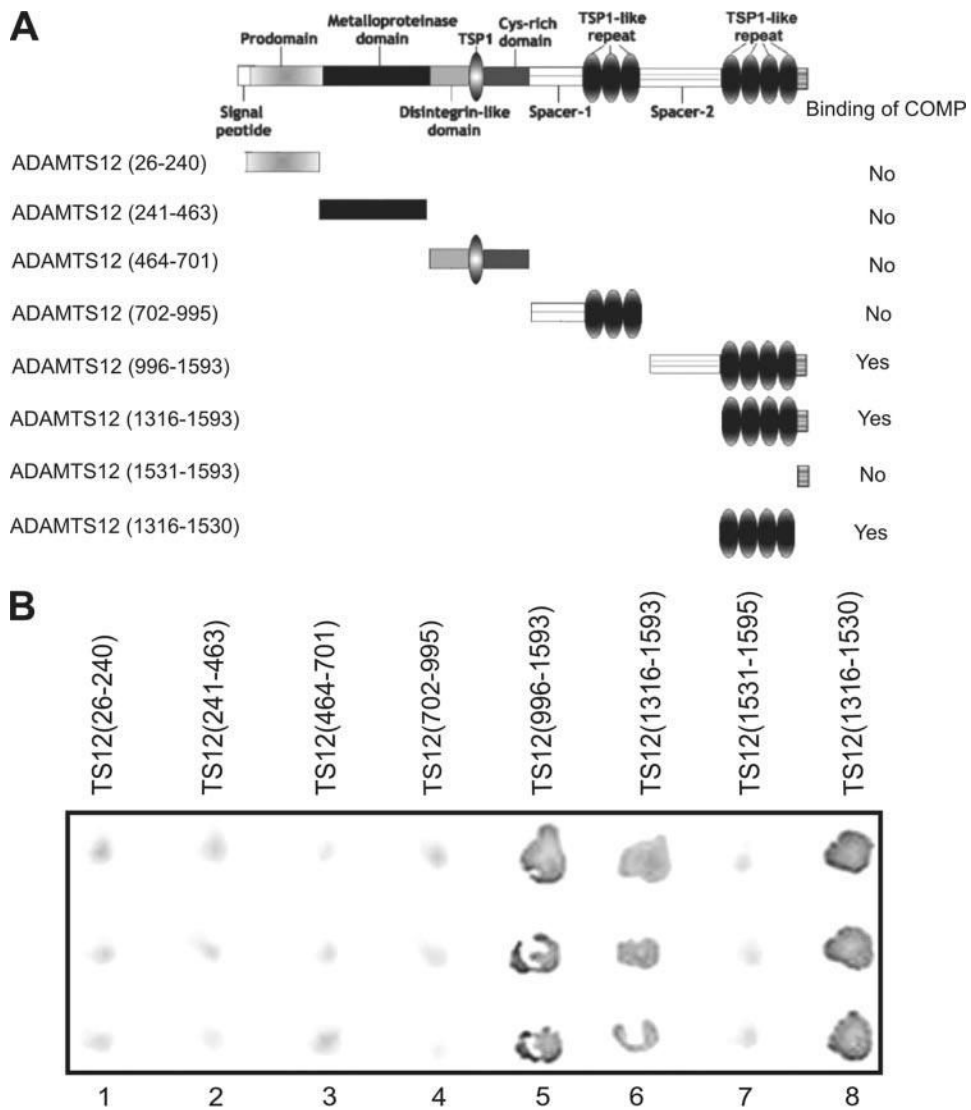 A
Prodomain
Metalloproteinase
domain
TSP1
Cys-rich
domain
TSP1-like
repeat
TSP1-like
repeat
Signal
peptide
Disintegrin-like
domain
Spacer-1
Spacer-2
Binding of COMP
ADAMTS12 (26-240) No
ADAMTS12 (241-463) No
ADAMTS12 (464-701) No
ADAMTS12 (702-995) No
ADAMTS12 (996-1593) Yes
ADAMTS12 (1316-1593) Yes
ADAMTS12 (1531-1593) No
ADAMTS12 (1316-1530) Yes
B
TS12(26-240)
TS12(241-463)
TS12(464-701)
TS12(702-995)
TS12(996-1593)
TS12(1316-1593)
TS12(1531-1595)
TS12(1316-1530)
1 2 3 4 5 6 7 8